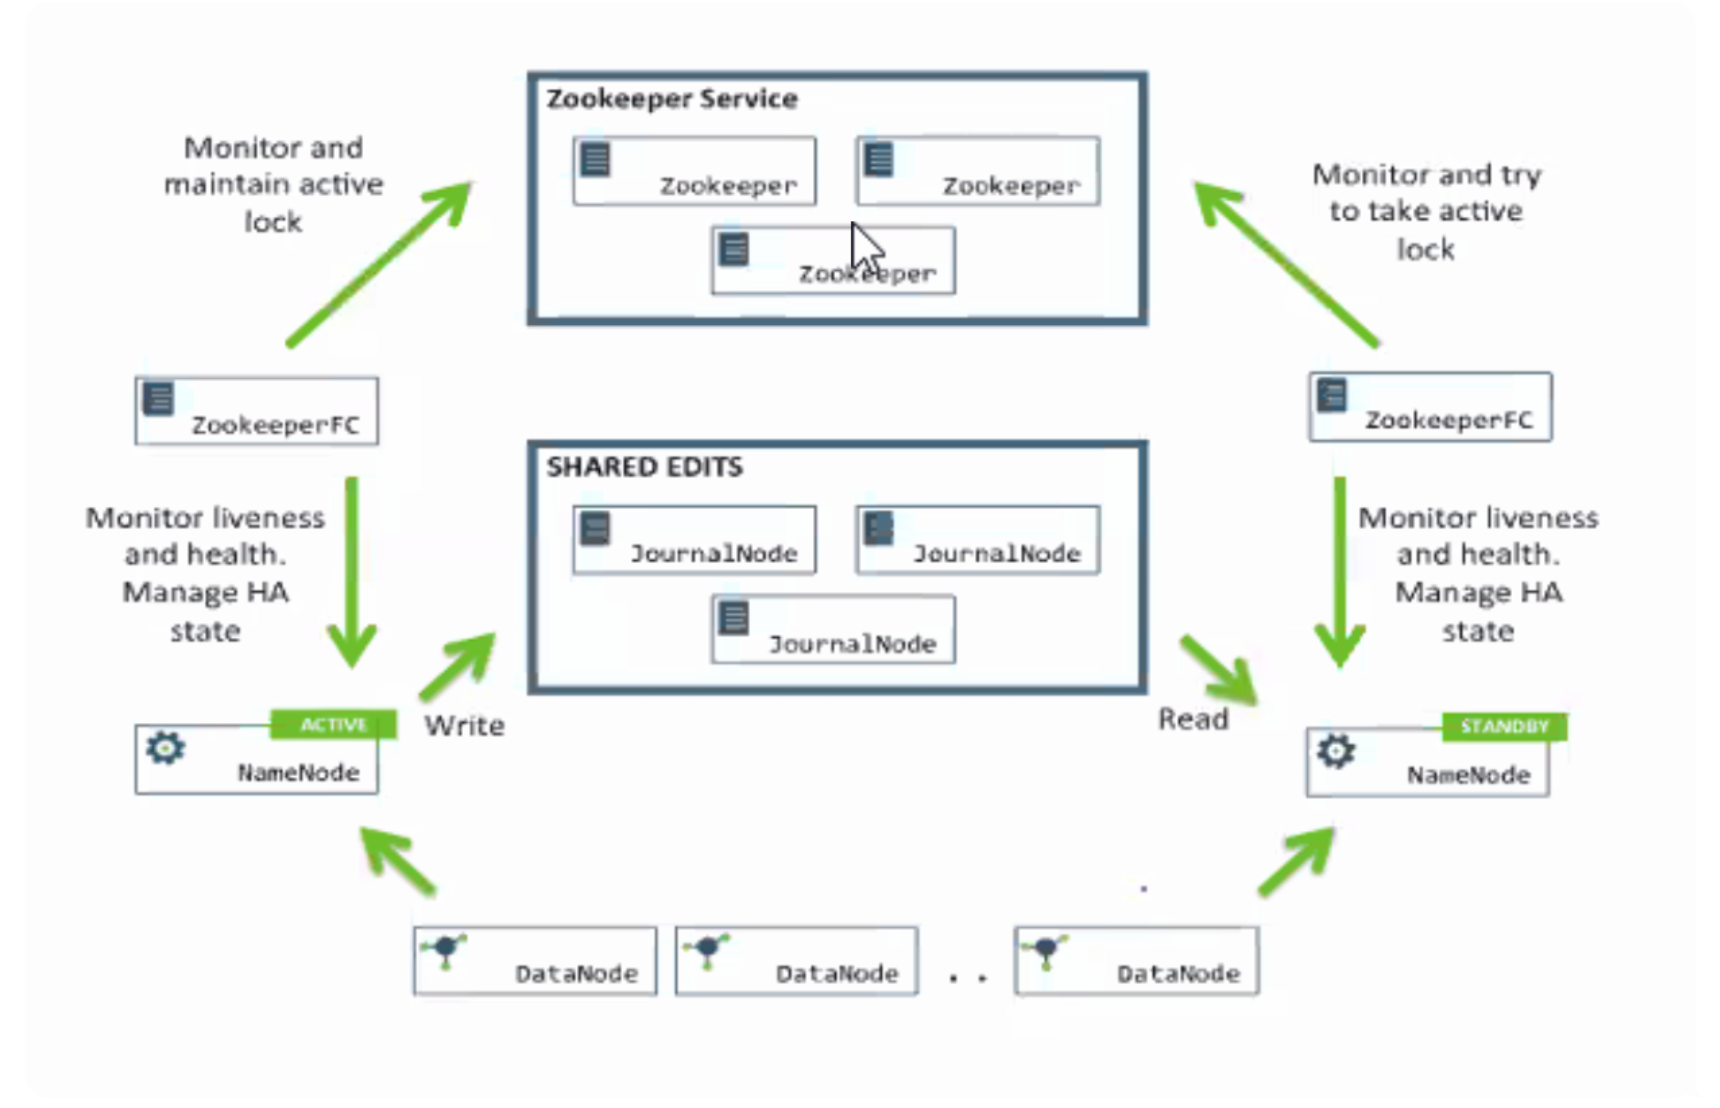 Zookeeper Service
Zookeeper
Zookeeper
Zookeeper
Monitor and
maintain active
lock
Monitor and try
to take active
lock
ZookeeperFC
ZookeeperFC
SHARED EDITS
JournalNode
JournalNode
JournalNode
Monitor liveness
and health.
Manage HA
state
Monitor liveness
and health.
Manage HA
state
ACTIVE
NameNode
Write
Read
STANDBY
NameNode
DataNode
DataNode
. .
DataNode